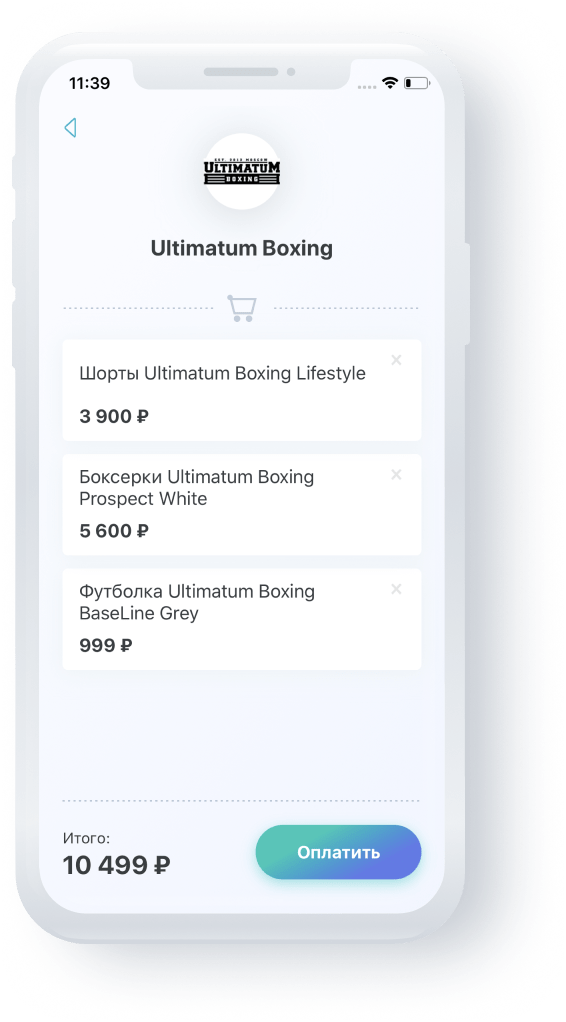 11:39
EST. 2012 MOSCOW
ULTIMATUM
BOXING
Ultimatum Boxing
Шорты Ultimatum Boxing Lifestyle
3 900 ₽
Боксерки Ultimatum Boxing
Prospect White
5 600 ₽
Футболка Ultimatum Boxing
BaseLine Grey
999 ₽
Итого:
10 499 ₽
Оплатить